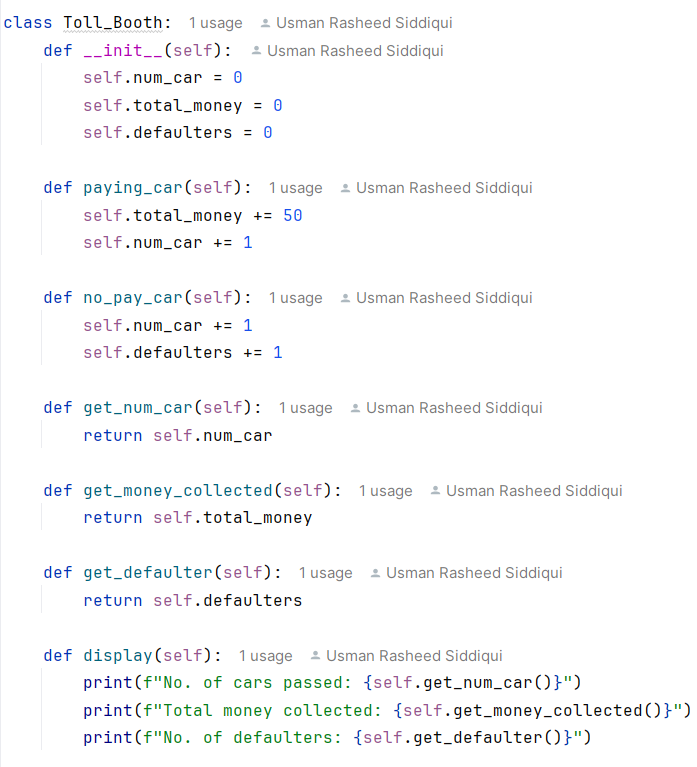 class Toll_Booth: 1 usage Usman Rasheed Siddiqui
    def __init__(self): Usman Rasheed Siddiqui
        self.num_car = 0
        self.total_money = 0
        self.defaulters = 0

    def paying_car(self): 1 usage Usman Rasheed Siddiqui
        self.total_money += 50
        self.num_car += 1

    def no_pay_car(self): 1 usage Usman Rasheed Siddiqui
        self.num_car += 1
        self.defaulters += 1

    def get_num_car(self): 1 usage Usman Rasheed Siddiqui
        return self.num_car

    def get_money_collected(self): 1 usage Usman Rasheed Siddiqui
        return self.total_money

    def get_defaulter(self): 1 usage Usman Rasheed Siddiqui
        return self.defaulters

    def display(self): 1 usage Usman Rasheed Siddiqui
        print(f"No. of cars passed: {self.get_num_car()}")
        print(f"Total money collected: {self.get_money_collected()}")
        print(f"No. of defaulters: {self.get_defaulter()}")